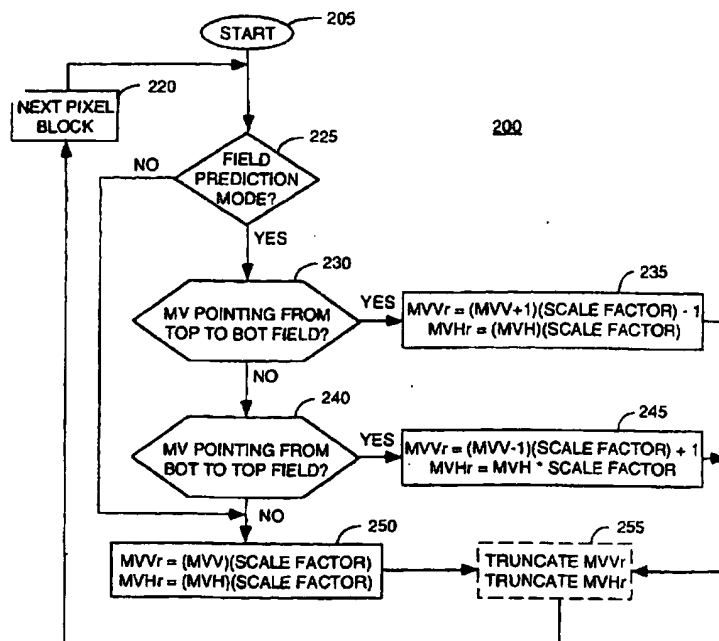 205
START
220
NEXT PIXEL
BLOCK
225
200
NO
FIELD
PREDICTION
MODE?
YES
230
235
MV POINTING FROM
TOP TO BOT FIELD?
YES
MVVr = (MVV+1)(SCALE FACTOR) - 1
MVHr = (MVH)(SCALE FACTOR)
NO
240
245
MV POINTING FROM
BOT TO TOP FIELD?
YES
MVVr = (MVV-1)(SCALE FACTOR) + 1
MVHr = MVH * SCALE FACTOR
NO
250
255
MVVr = (MVV)(SCALE FACTOR)
MVHr = (MVH)(SCALE FACTOR)
TRUNCATE MVVr
TRUNCATE MVHr